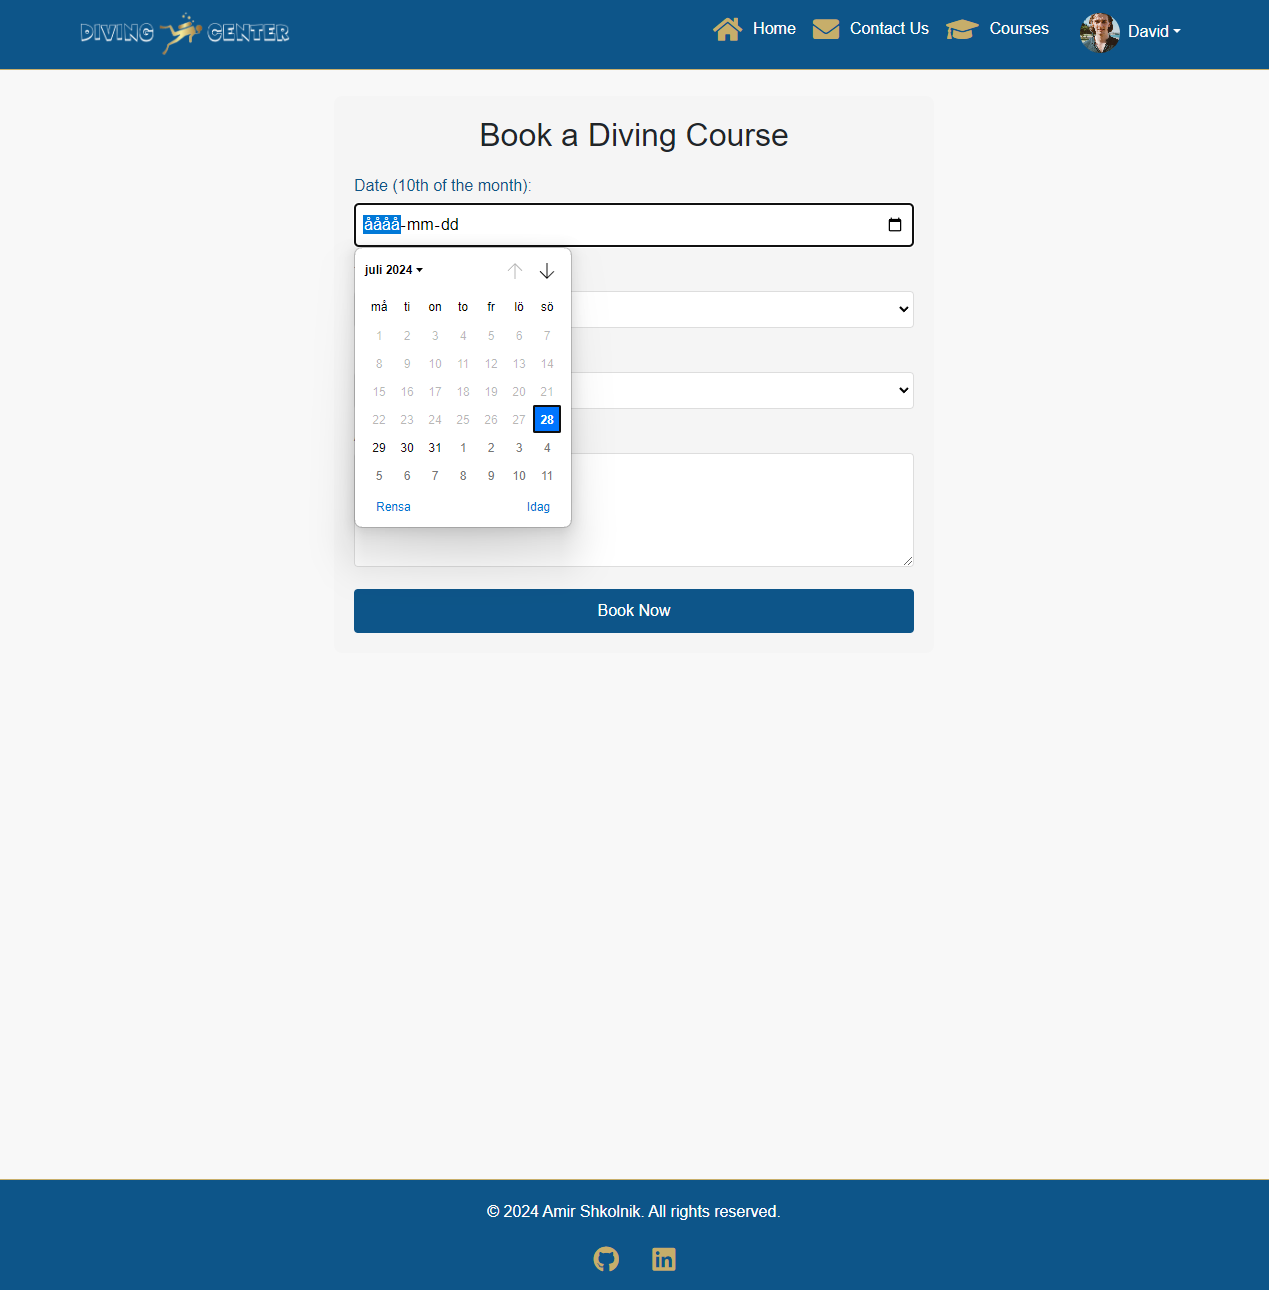 DIVING CENTER
Home
Contact Us
Courses
David
Book a Diving Course
Date (10th of the month):
åååå-mm-dd
juli 2024
må ti on to fr lö sö
1 2 3 4 5 6 7
8 9 10 11 12 13 14
15 16 17 18 19 20 21
22 23 24 25 26 27 28
29 30 31 1 2 3 4
5 6 7 8 9 10 11
Rensa Idag
Book Now
© 2024 Amir Shkolnik. All rights reserved.
in